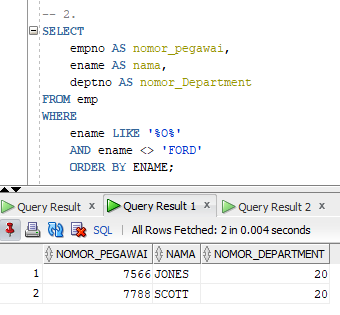 -- 2.
SELECT
empno AS nomor_pegawai,
ename AS nama,
deptno AS nomor_Department
FROM emp
WHERE
ename LIKE '%O%'
AND ename <> 'FORD'
ORDER BY ENAME;
Query Result x Query Result 1 x Query Result 2 x
SQL | All Rows Fetched: 2 in 0.004 seconds
NOMOR_PEGAWAI NAMA NOMOR_DEPARTMENT
1 7566 JONES 20
2 7788 SCOTT 20